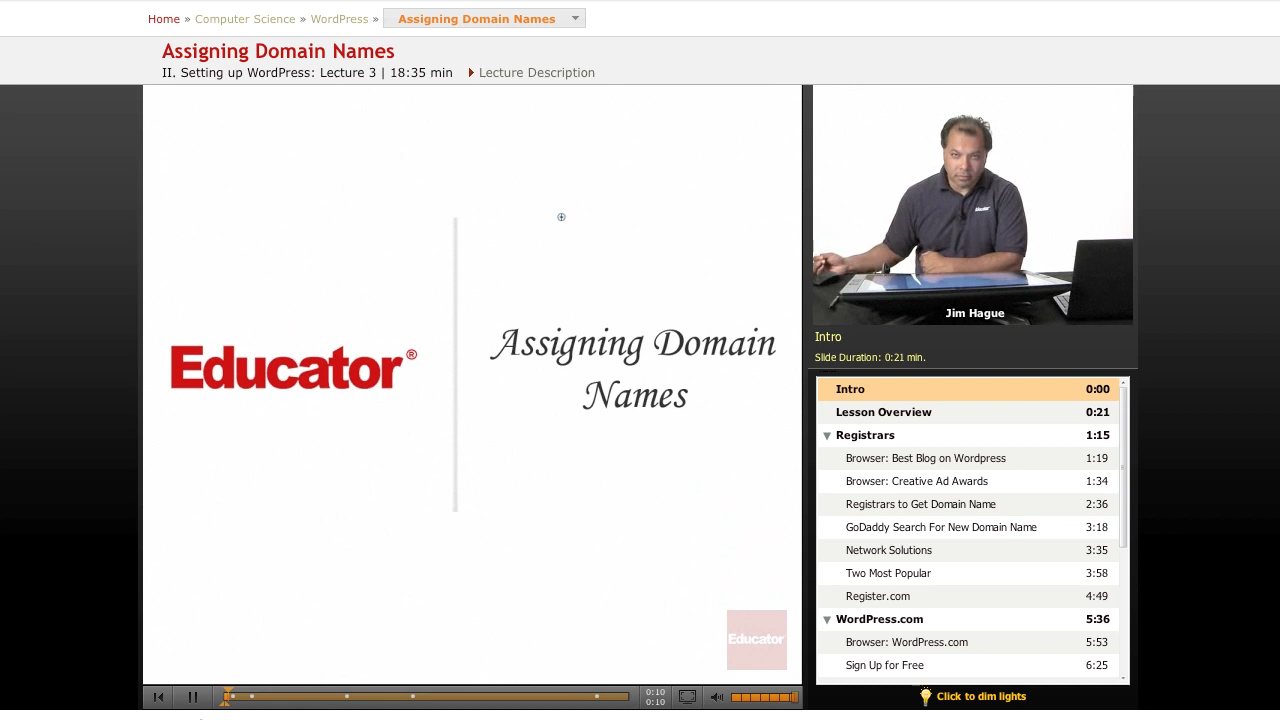 Home » Computer Science » WordPress » Assigning Domain Names
Assigning Domain Names
II. Setting up WordPress: Lecture 3 | 18:35 min Lecture Description
Educator®
Assigning Domain
Names
Educator
Jim Hague
Intro
Slide Duration: 0:21 min.
Intro 0:00
Lesson Overview 0:21
Registrars 1:15
Browser: Best Blog on Wordpress 1:19
Browser: Creative Ad Awards 1:34
Registrars to Get Domain Name 2:36
GoDaddy Search For New Domain Name 3:18
Network Solutions 3:35
Two Most Popular 3:58
Register.com 4:49
WordPress.com 5:36
Browser: WordPress.com 5:53
Sign Up for Free 6:25
0:10
0:10
Click to dim lights